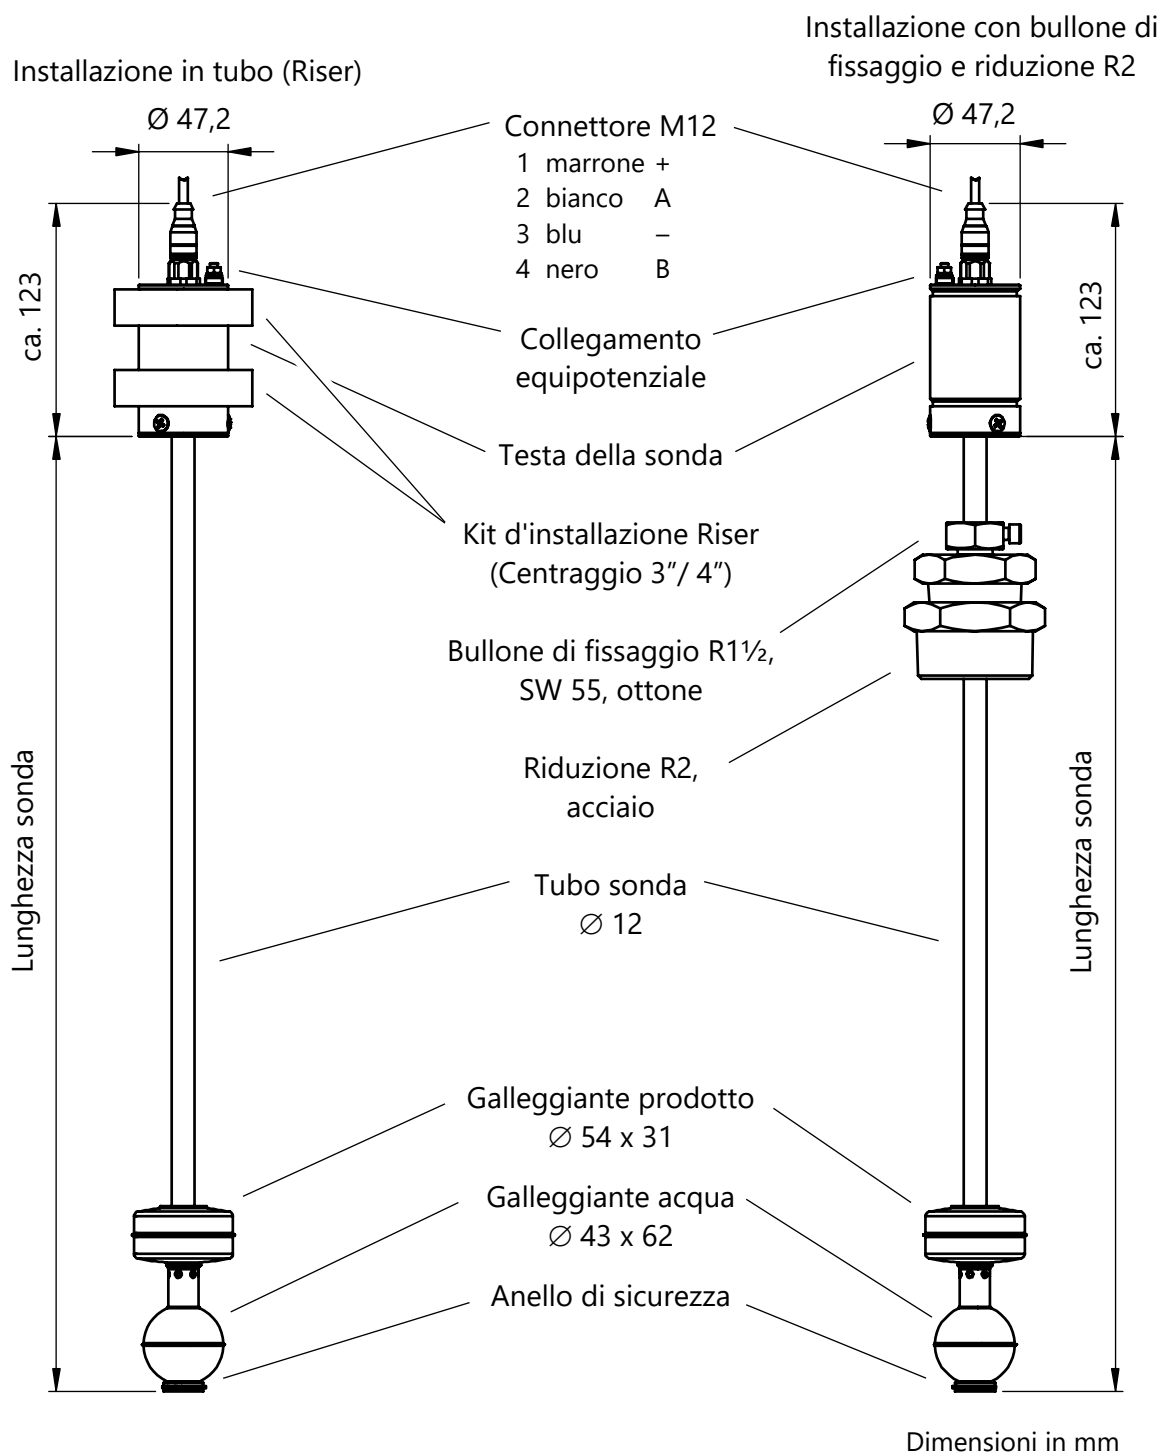 Installazione in tubo (Riser)
Installazione con bullone di
fissaggio e riduzione R2
Ø 47,2
Ø 47,2
Connettore M12
1 marrone +
2 bianco A
3 blu –
4 nero B
ca. 123
ca. 123
Collegamento
equipotenziale
Testa della sonda
Kit d'installazione Riser
(Centraggio 3”/ 4”)
Bullone di fissaggio R1½,
SW 55, ottone
Riduzione R2,
acciaio
Lunghezza sonda
Lunghezza sonda
Tubo sonda
∅ 12
Galleggiante prodotto
∅ 54 x 31
Galleggiante acqua
∅ 43 x 62
Anello di sicurezza
Dimensioni in mm